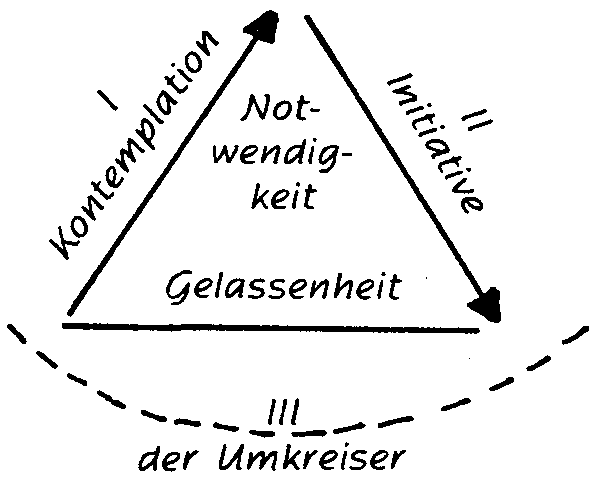 I
Kontemplation
II
Initiative
Not-
wendig-
keit
Gelassenheit
III
der Umkreiser